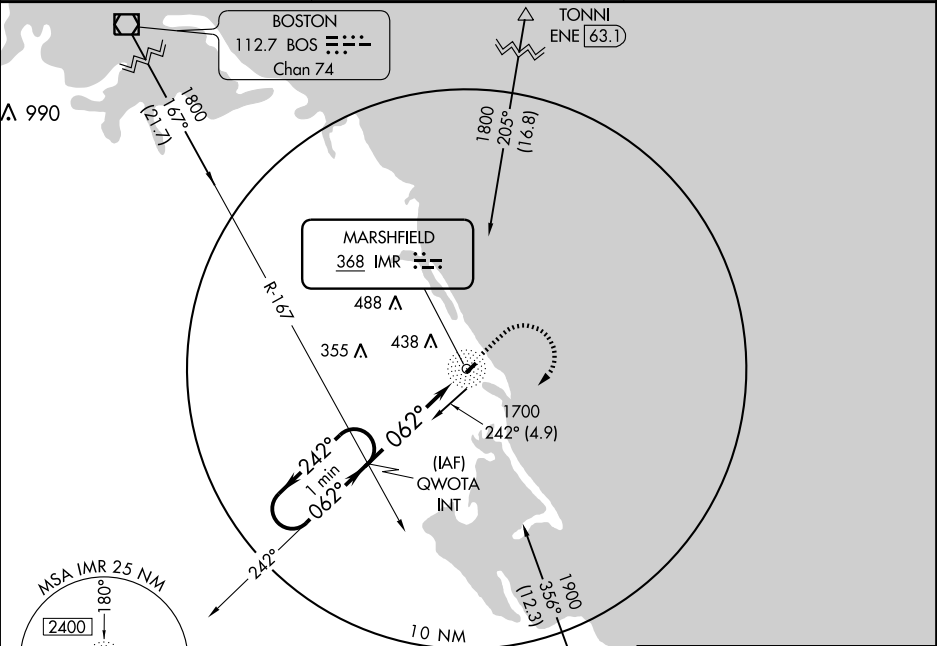 BOSTON
112.7 BOS
Chan 74
TONNI
ENE 63.1
990
1800
167°
(21.7)
1800
205°
(16.8)
MARSHFIELD
368 IMR
R-167
488
355
438
1700
242° (4.9)
062°
242°
1 min
062°
(IAF)
QWOTA
INT
242°
1900
356°
(12.3)
MSA IMR 25 NM
180°
2400
10 NM